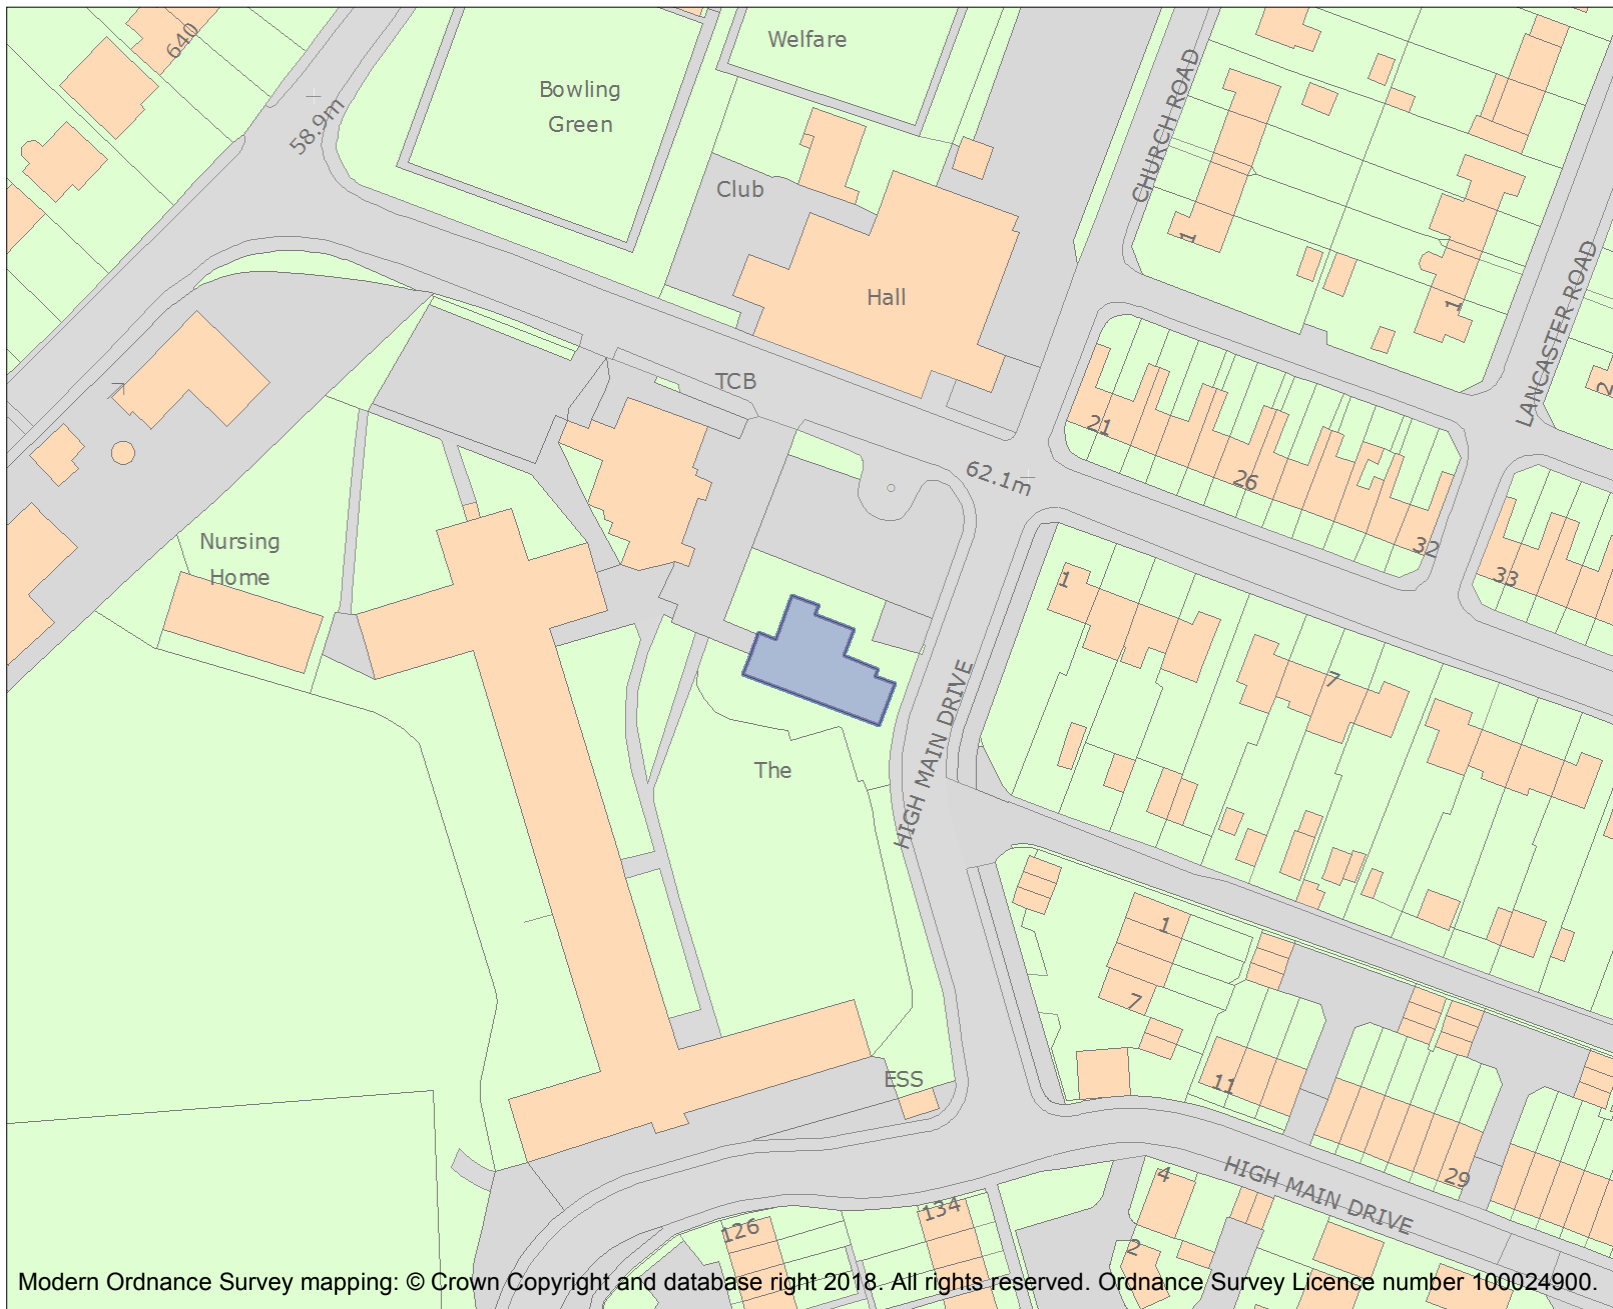 640
58.9m
Bowling
Green
Welfare
Club
Hall
CHURCH ROAD
1
1
LANCASTER ROAD
2
TCB
21
26
32
33
62.1m
Nursing
Home
1
7
HIGH MAIN DRIVE
The
1
7
11
29
ESS
HIGH MAIN DRIVE
4
2
126
134
Modern Ordnance Survey mapping: © Crown Copyright and database right 2018. All rights reserved. Ordnance Survey Licence number 100024900.